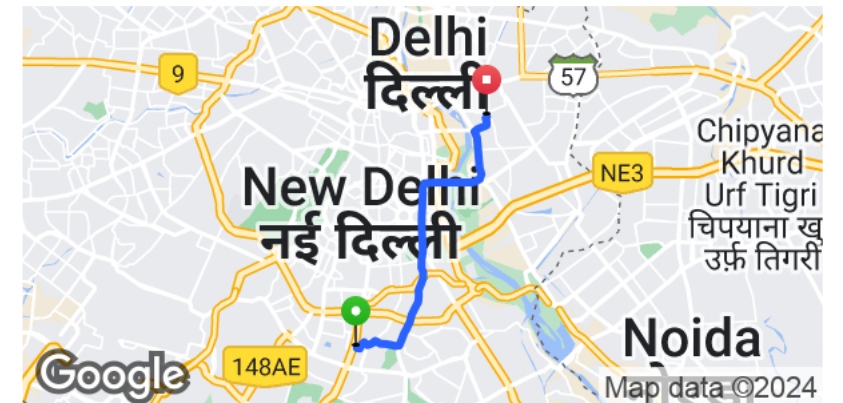 Delhi
दिल्ली
9
57
Chipyana
Khurd
Urf Tigri
चिपयाना खु
उर्फ़ तिगरी
NE3
New Delhi
नई दिल्ली
148AE
Noida
Google
Map data ©2024